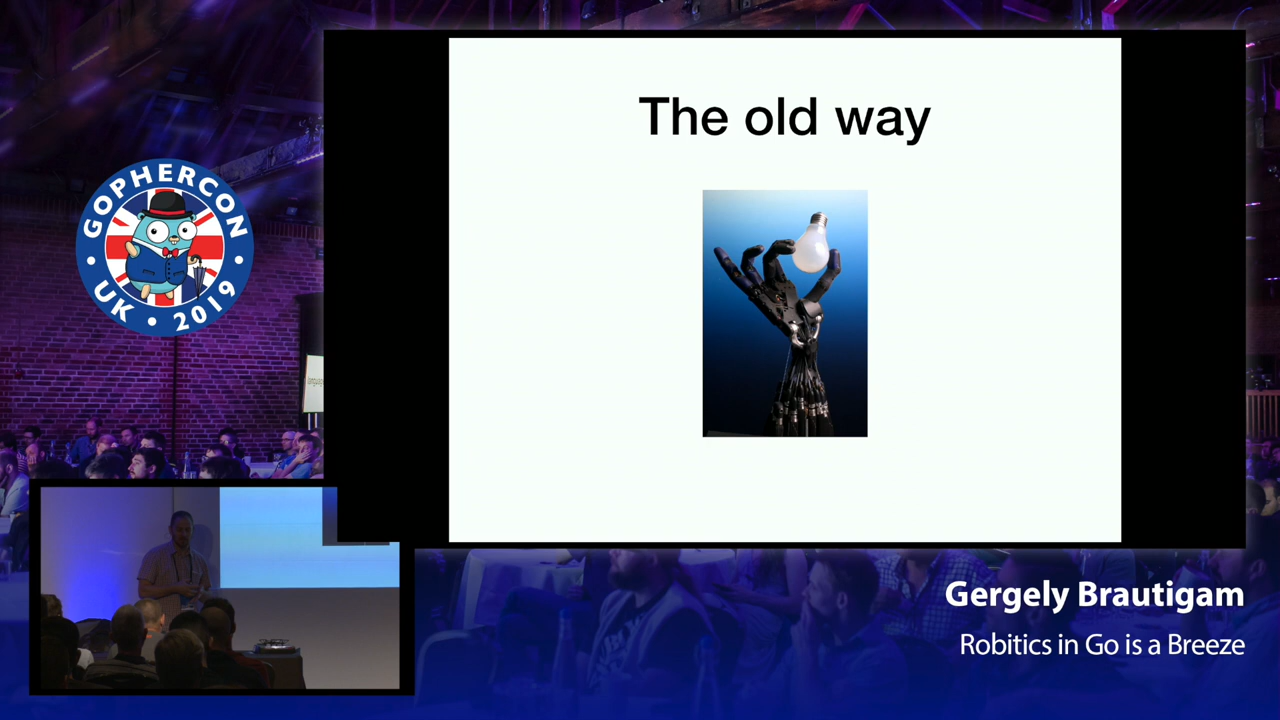 The old way
GOPHERCON
UK • 2019
Gergely Brautigam
Robitics in Go is a Breeze